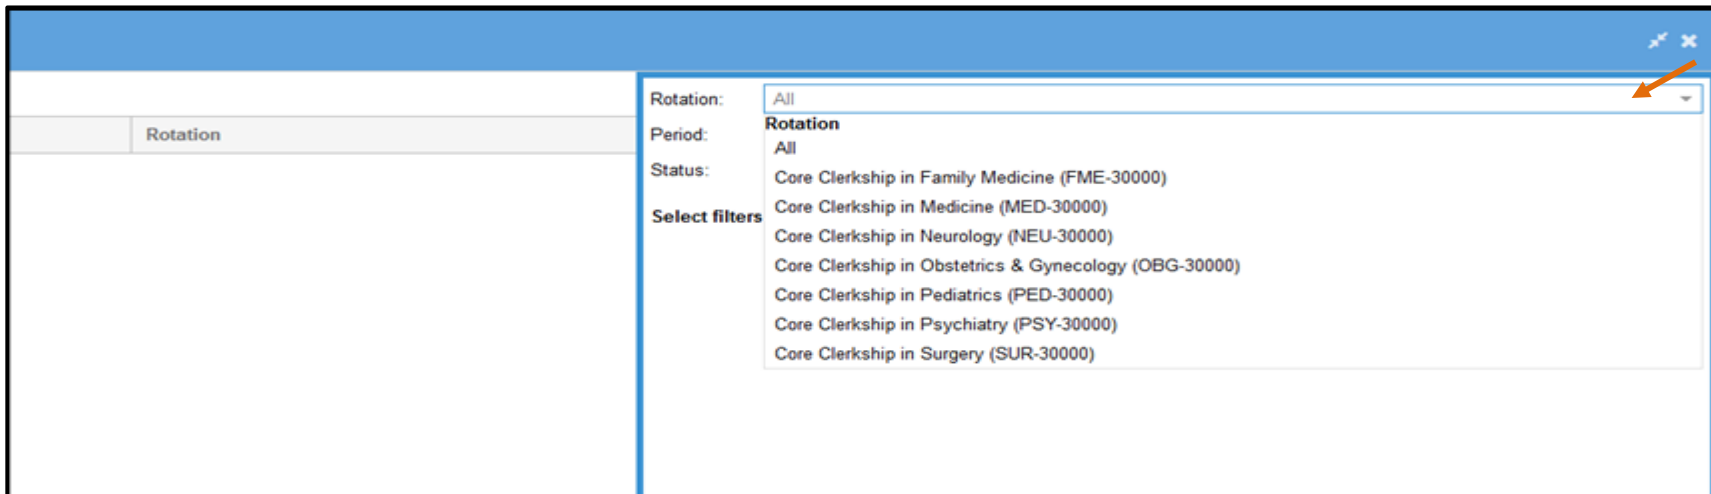 Rotation: All
Rotation
Rotation
Period:
All
Status:
Core Clerkship in Family Medicine (FME-30000)
Core Clerkship in Medicine (MED-30000)
Select filters
Core Clerkship in Neurology (NEU-30000)
Core Clerkship in Obstetrics & Gynecology (OBG-30000)
Core Clerkship in Pediatrics (PED-30000)
Core Clerkship in Psychiatry (PSY-30000)
Core Clerkship in Surgery (SUR-30000)